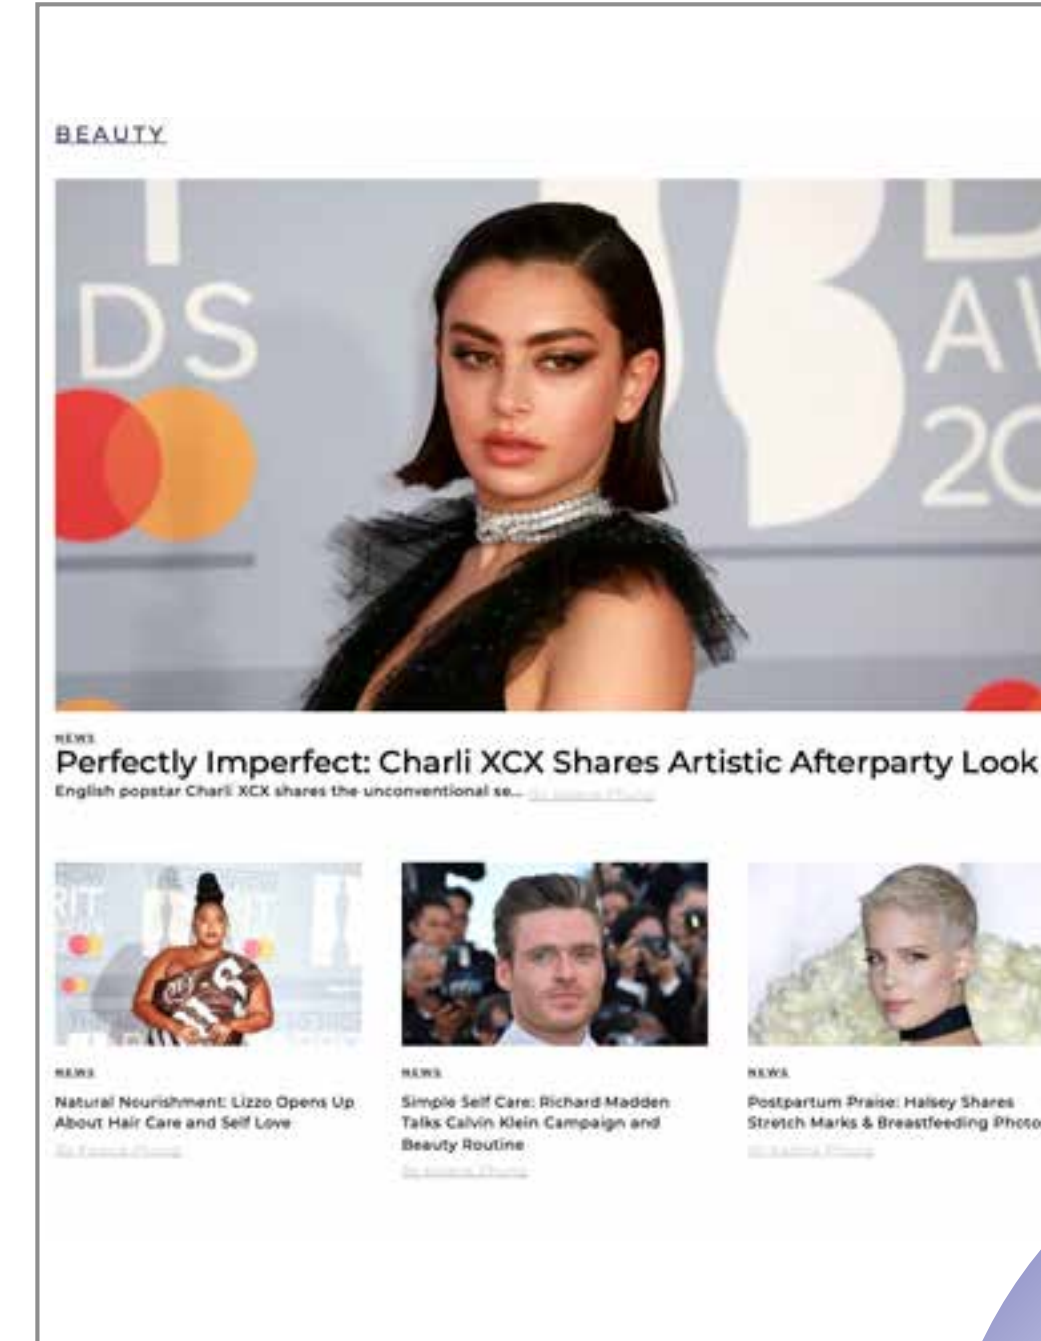 BEAUTY
DS
AW
20
NEWS
Perfectly Imperfect: Charli XCX Shares Artistic Afterparty Look
English popstar Charli XCX shares the unconventional se...
NEWS
Natural Nourishment: Lizzo Opens Up
About Hair Care and Self Love
NEWS
Simple Self Care: Richard Madden
Talks Calvin Klein Campaign and
Beauty Routine
NEWS
Postpartum Praise: Halsey Shares
Stretch Marks & Breastfeeding Photo